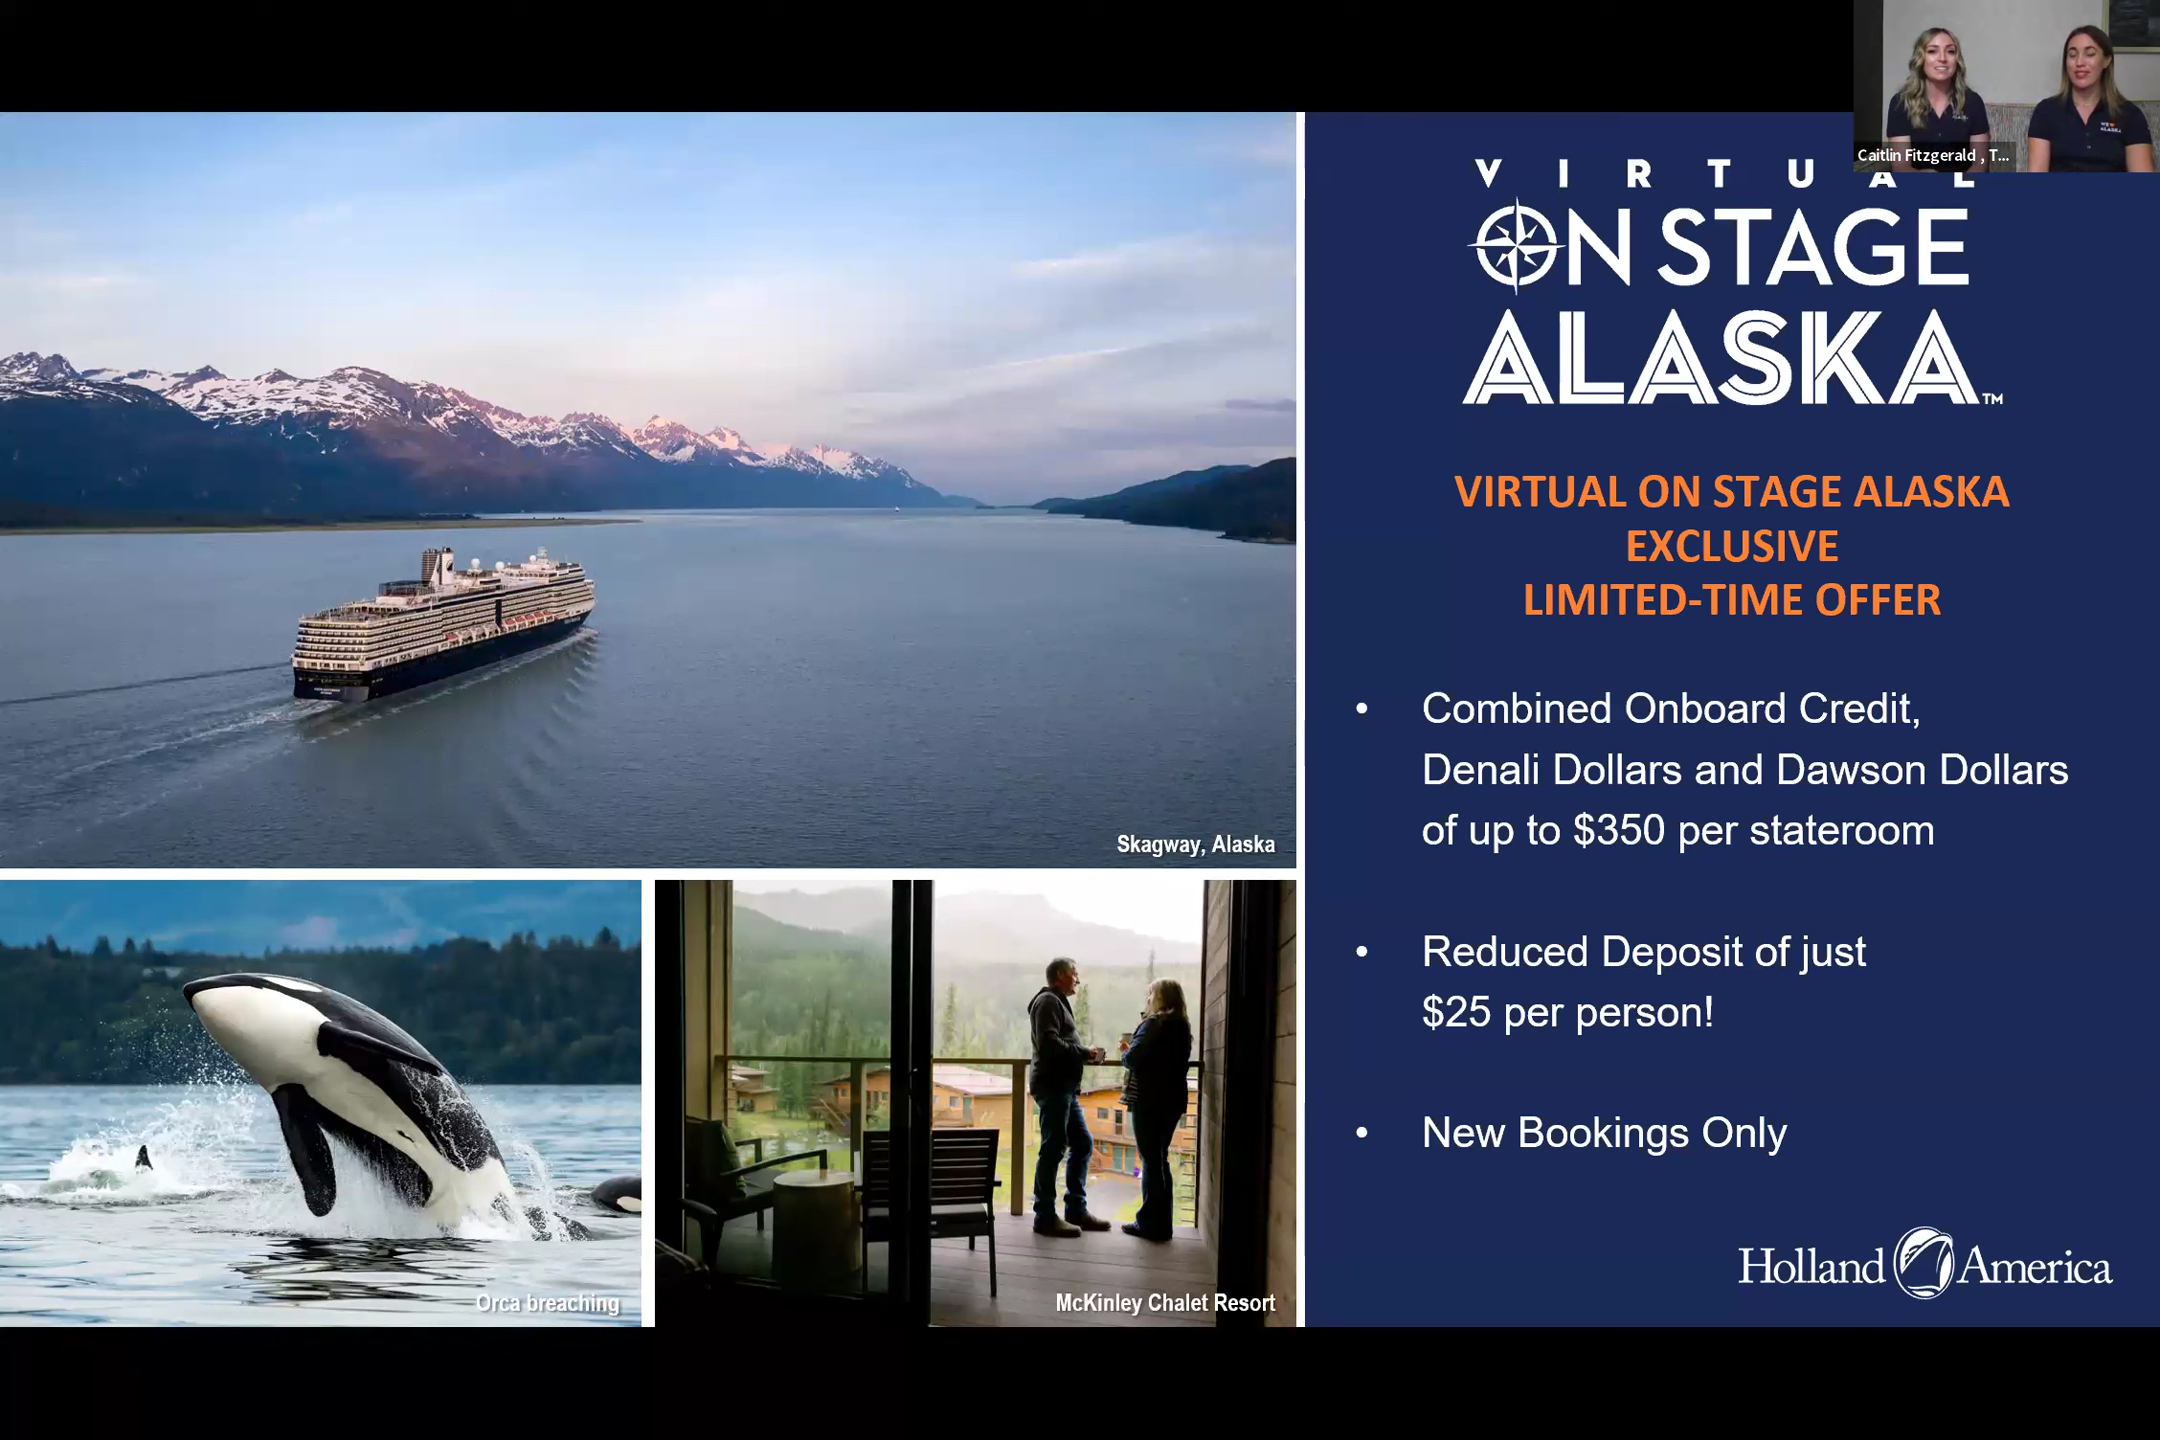 Caitlin Fitzgerald , T...
VIRTUAL
ON STAGE
ALASKA™
VIRTUAL ON STAGE ALASKA
EXCLUSIVE
LIMITED-TIME OFFER
• Combined Onboard Credit,
Denali Dollars and Dawson Dollars
of up to $350 per stateroom
• Reduced Deposit of just
$25 per person!
• New Bookings Only
Holland America
Skagway, Alaska
Orca breaching
McKinley Chalet Resort